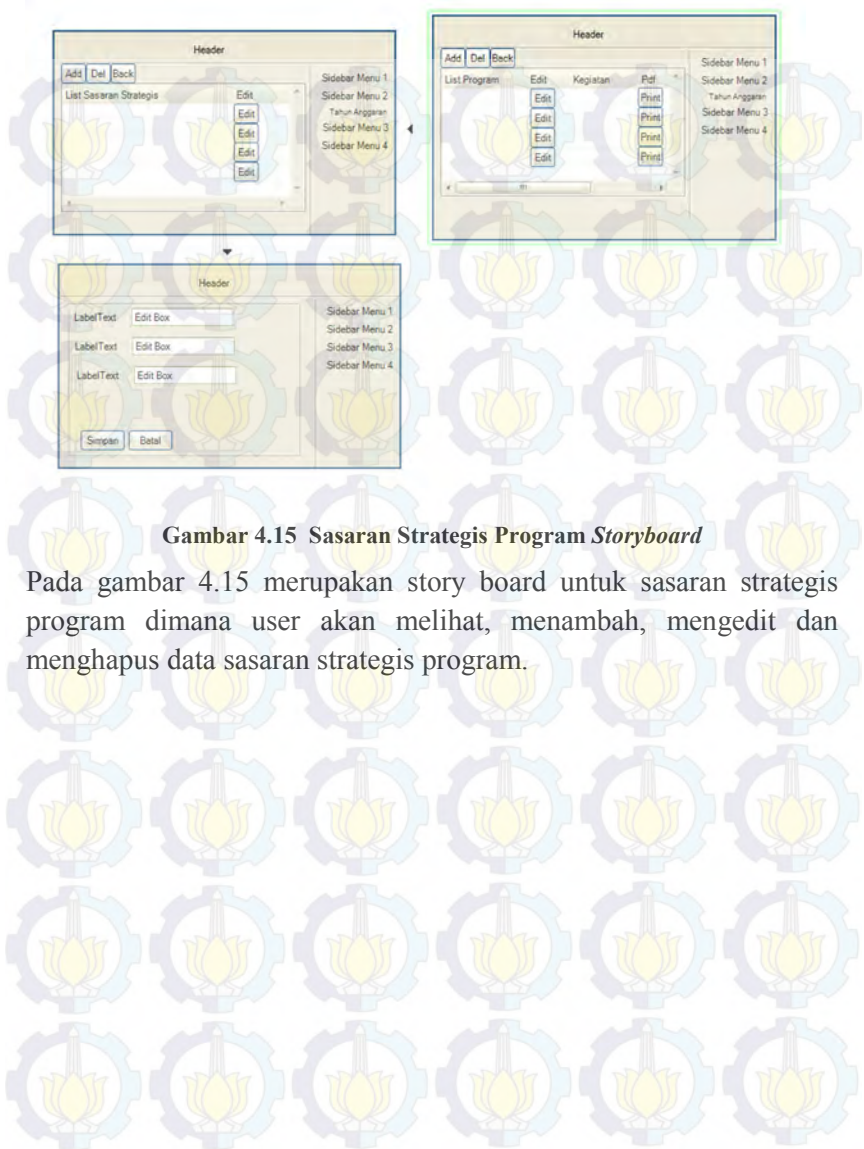 Header
Add Del Back
List Sasaran Strategis Edit
Edit
Edit
Edit
Edit
Sidebar Menu 1
Sidebar Menu 2
Tahun Anggaran
Sidebar Menu 3
Sidebar Menu 4
Header
Add Del Back
List Program Edit Kegiatan Pdf
Edit Print
Edit Print
Edit Print
Edit Print
Sidebar Menu 1
Sidebar Menu 2
Tahun Anggaran
Sidebar Menu 3
Sidebar Menu 4
Header
LabelText Edit Box
LabelText Edit Box
LabelText Edit Box
Simpan Batal
Sidebar Menu 1
Sidebar Menu 2
Sidebar Menu 3
Sidebar Menu 4
Gambar 4.15 Sasaran Strategis Program Storyboard
Pada gambar 4.15 merupakan story board untuk sasaran strategis
program dimana user akan melihat, menambah, mengedit dan
menghapus data sasaran strategis program.